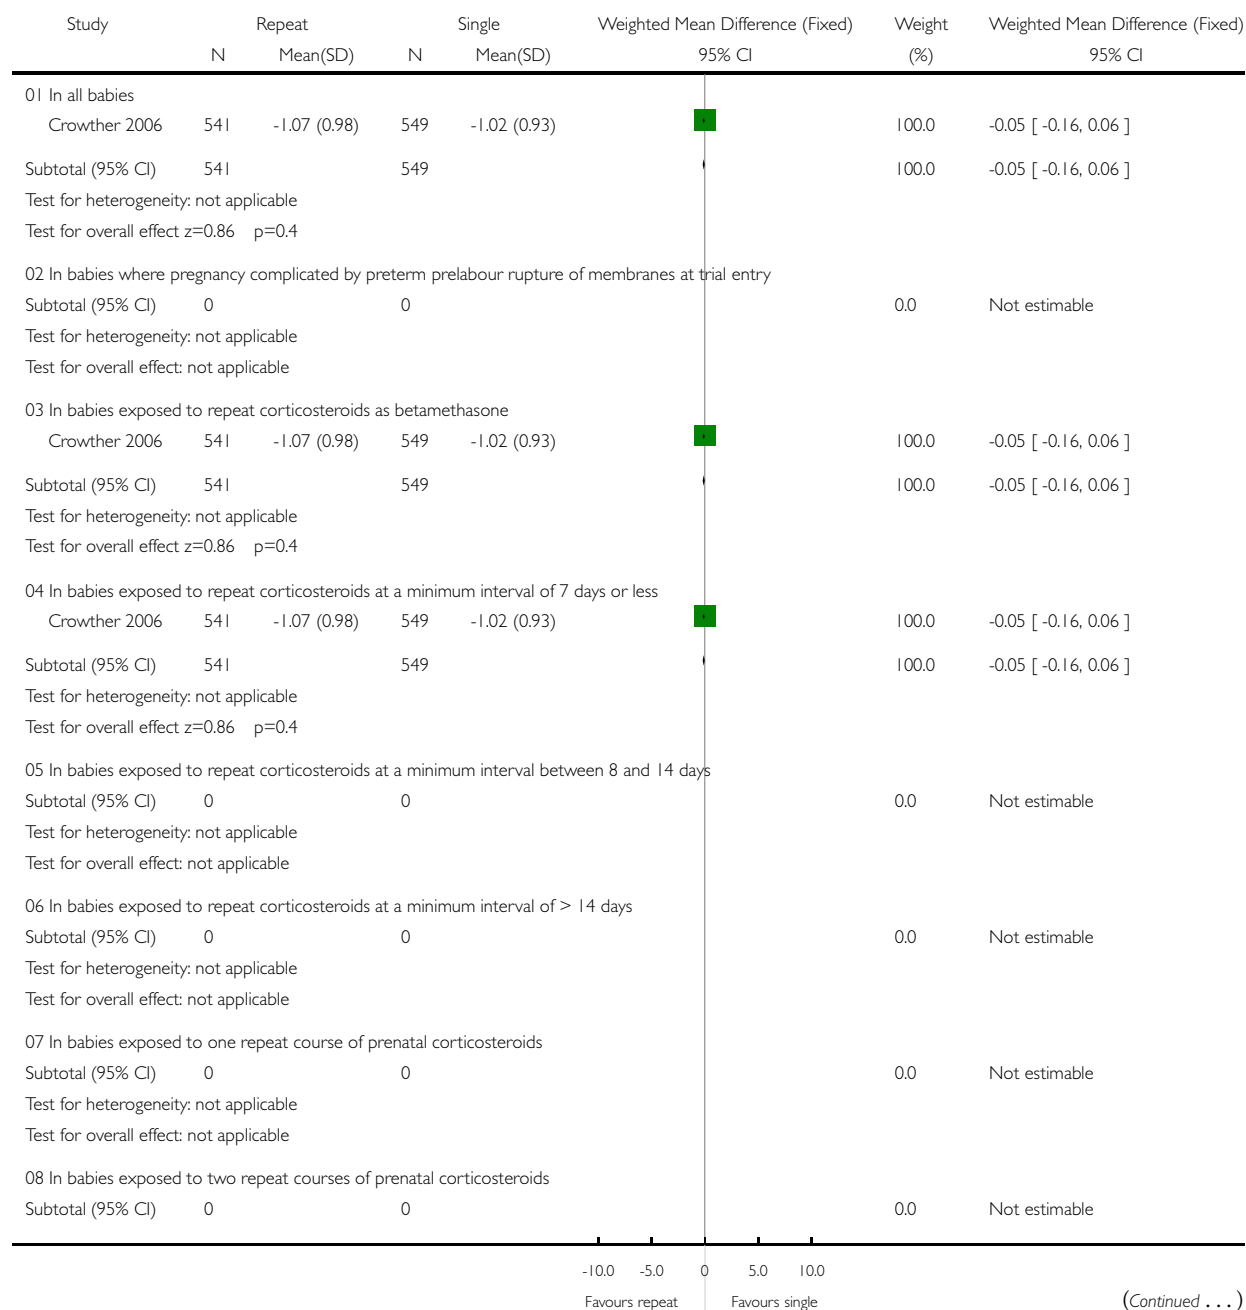 Study Repeat Single Weighted Mean Difference (Fixed) Weight Weighted Mean Difference (Fixed)
N Mean(SD) N Mean(SD) 95% CI (%) 95% CI
01 In all babies
Crowther 2006 541 -1.07 (0.98) 549 -1.02 (0.93) 100.0 -0.05 [ -0.16, 0.06 ]
Subtotal (95% CI) 541 549 100.0 -0.05 [ -0.16, 0.06 ]
Test for heterogeneity: not applicable
Test for overall effect z=0.86 p=0.4
02 In babies where pregnancy complicated by preterm prelabour rupture of membranes at trial entry
Subtotal (95% CI) 0 0 0.0 Not estimable
Test for heterogeneity: not applicable
Test for overall effect: not applicable
03 In babies exposed to repeat corticosteroids as betamethasone
Crowther 2006 541 -1.07 (0.98) 549 -1.02 (0.93) 100.0 -0.05 [ -0.16, 0.06 ]
Subtotal (95% CI) 541 549 100.0 -0.05 [ -0.16, 0.06 ]
Test for heterogeneity: not applicable
Test for overall effect z=0.86 p=0.4
04 In babies exposed to repeat corticosteroids at a minimum interval of 7 days or less
Crowther 2006 541 -1.07 (0.98) 549 -1.02 (0.93) 100.0 -0.05 [ -0.16, 0.06 ]
Subtotal (95% CI) 541 549 100.0 -0.05 [ -0.16, 0.06 ]
Test for heterogeneity: not applicable
Test for overall effect z=0.86 p=0.4
05 In babies exposed to repeat corticosteroids at a minimum interval between 8 and 14 days
Subtotal (95% CI) 0 0 0.0 Not estimable
Test for heterogeneity: not applicable
Test for overall effect: not applicable
06 In babies exposed to repeat corticosteroids at a minimum interval of > 14 days
Subtotal (95% CI) 0 0 0.0 Not estimable
Test for heterogeneity: not applicable
Test for overall effect: not applicable
07 In babies exposed to one repeat course of prenatal corticosteroids
Subtotal (95% CI) 0 0 0.0 Not estimable
Test for heterogeneity: not applicable
Test for overall effect: not applicable
08 In babies exposed to two repeat courses of prenatal corticosteroids
Subtotal (95% CI) 0 0 0.0 Not estimable
-10.0 -5.0 0 5.0 10.0
Favours repeat Favours single (Continued . . . )